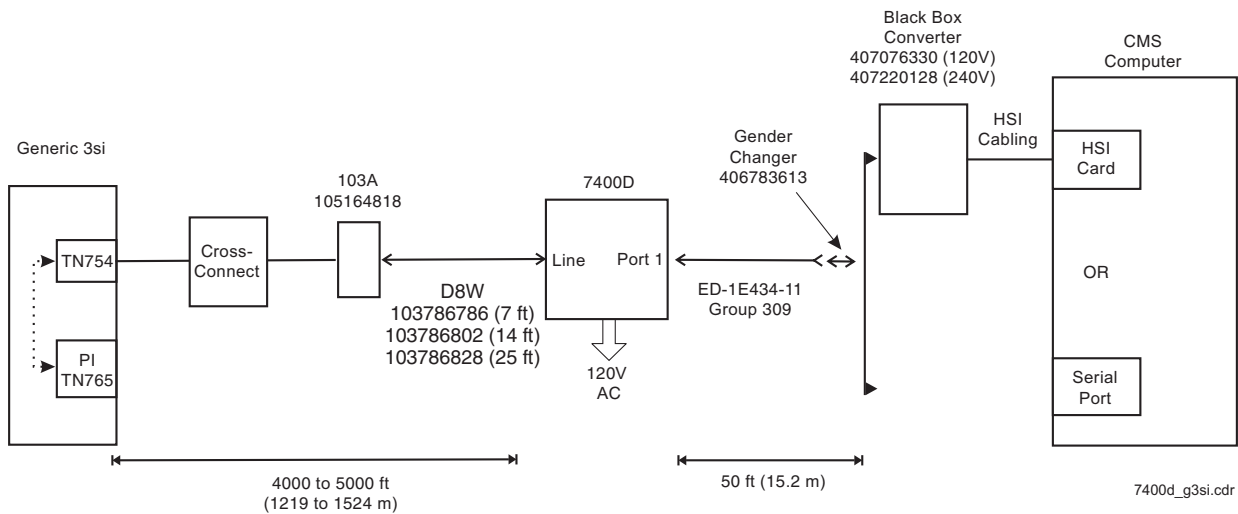 Black Box
Converter
407076330 (120V)
407220128 (240V)
CMS
Computer
Generic 3si
103A
105164818
7400D
Gender
Changer
406783613
HSI
Cabling
HSI
Card
TN754
Cross-
Connect
Line
Port 1
D8W
103786786 (7 ft)
103786802 (14 ft)
103786828 (25 ft)
ED-1E434-11
Group 309
OR
PI
TN765
120V
AC
Serial
Port
4000 to 5000 ft
(1219 to 1524 m)
50 ft (15.2 m)
7400d_g3si.cdr